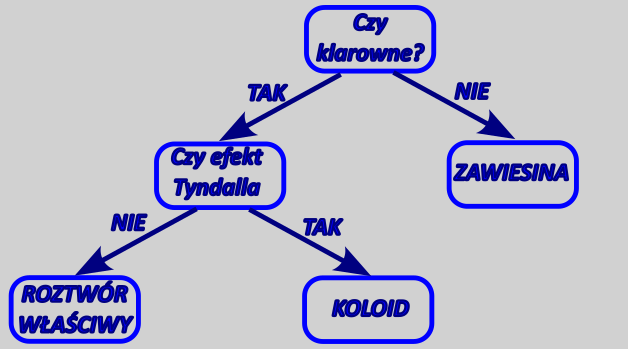 Czy
klarowne?
TAK
NIE
Czy efekt
Tyndalla
ZAWIESINA
NIE
TAK
ROZTWÓR
WŁAŚCIWY
KOLOID